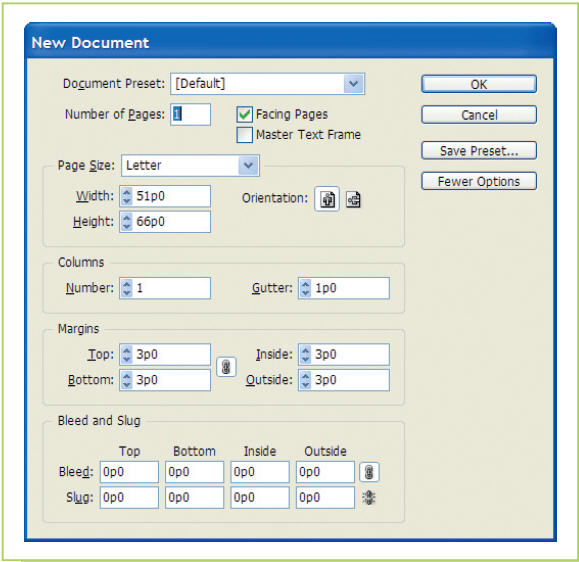 New Document
Document Preset: [Default]
OK
Number of Pages: 1
Facing Pages
Cancel
Master Text Frame
Save Preset...
Page Size: Letter
Fewer Options
Width: 51p0
Orientation:
Height: 66p0
Columns
Number: 1
Gutter: 1p0
Margins
Top: 3p0
Inside: 3p0
Bottom: 3p0
Outside: 3p0
Bleed and Slug
Top Bottom Inside Outside
Bleed: 0p0 0p0 0p0 0p0
Slug: 0p0 0p0 0p0 0p0